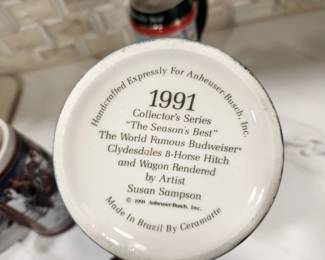 Handcrafted Expressly For Anheuser-Busch, Inc.
1991
Collector's Series
"The Season's Best"
The World Famous Budweiser®
Clydesdales 8-Horse Hitch
and Wagon Rendered
by Artist
Susan Sampson
© 1991 Anheuser-Busch, Inc.
Made In Brazil By Ceramarte